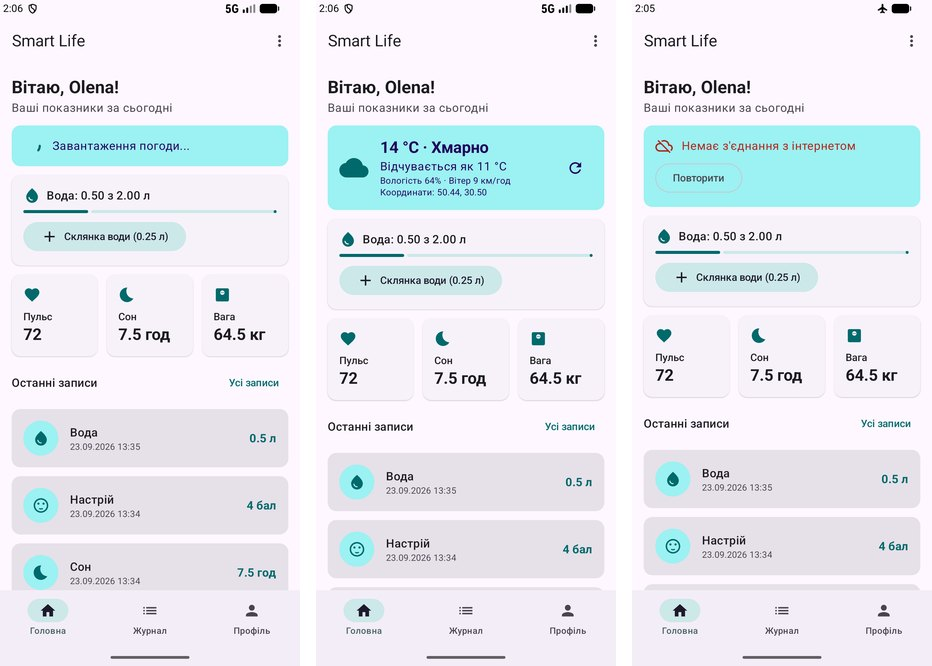 2:06 5G
Smart Life
Вітаю, Olena!
Ваші показники за сьогодні
Завантаження погоди...
Вода: 0.50 з 2.00 л
Склянка води (0.25 л)
Пульс
72
Сон
7.5 год
Вага
64.5 кг
Останні записи Усі записи
Вода
23.09.2026 13:35
0.5 л
Настрій
23.09.2026 13:34
4 бал
Сон
23.09.2026 13:34
7.5 год
Головна Журнал Профіль
2:06 5G
Smart Life
Вітаю, Olena!
Ваші показники за сьогодні
14 °C · Хмарно
Відчувається як 11 °C
Вологість 64% · Вітер 9 км/год
Координати: 50.44, 30.50
Вода: 0.50 з 2.00 л
Склянка води (0.25 л)
Пульс
72
Сон
7.5 год
Вага
64.5 кг
Останні записи Усі записи
Вода
23.09.2026 13:35
0.5 л
Настрій
23.09.2026 13:34
4 бал
Головна Журнал Профіль
2:05
Smart Life
Вітаю, Olena!
Ваші показники за сьогодні
Немає з'єднання з інтернетом
Повторити
Вода: 0.50 з 2.00 л
Склянка води (0.25 л)
Пульс
72
Сон
7.5 год
Вага
64.5 кг
Останні записи Усі записи
Вода
23.09.2026 13:35
0.5 л
Настрій
23.09.2026 13:34
4 бал
Головна Журнал Профіль